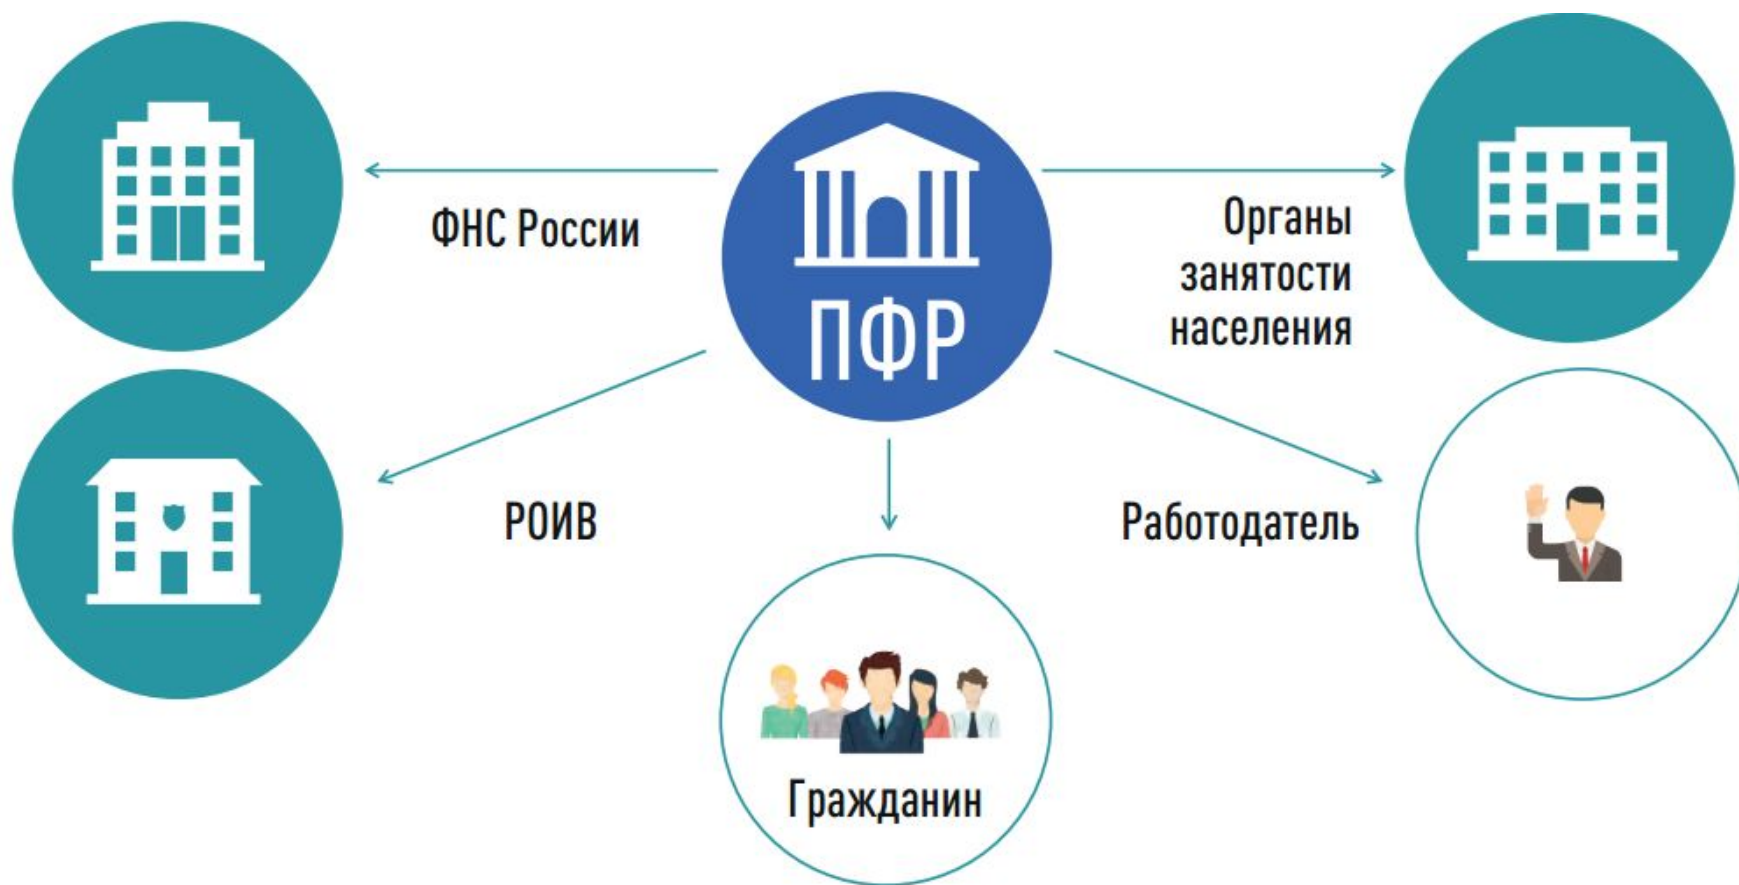 ФНС России
ПФР
Органы
занятости
населения
РОИВ
Работодатель
Гражданин